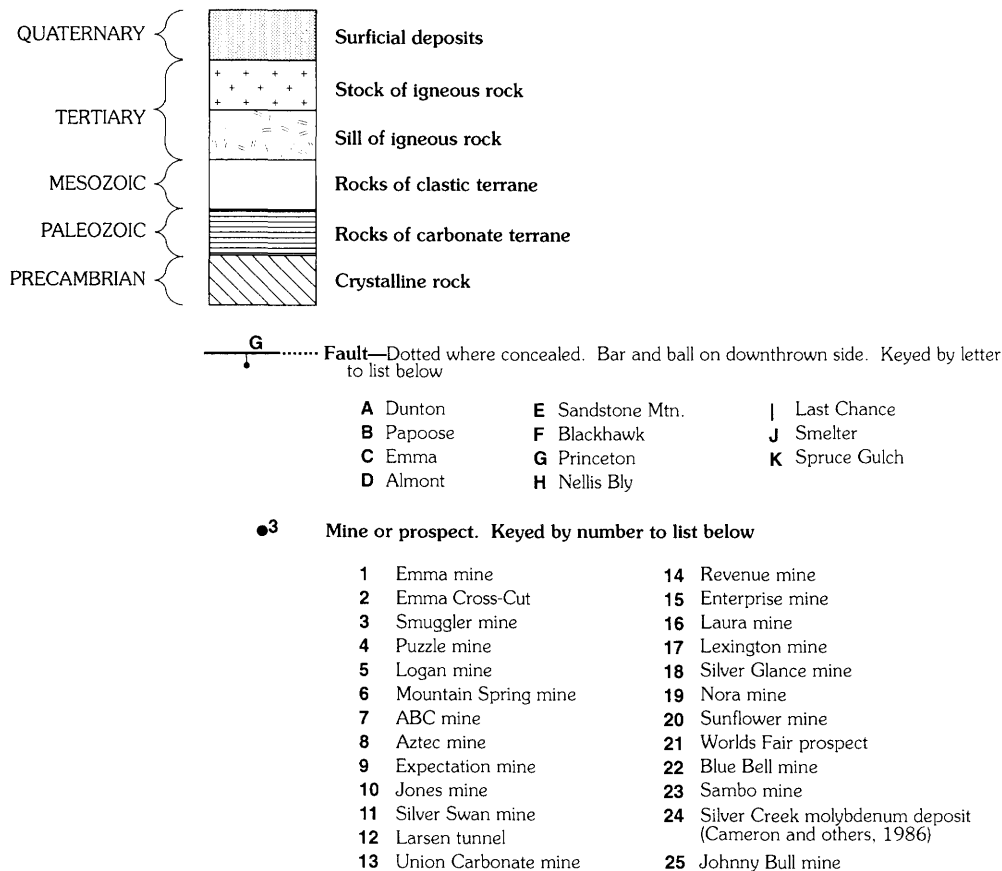 QUATERNARY
Surficial deposits
Stock of igneous rock
TERTIARY
Sill of igneous rock
MESOZOIC
Rocks of clastic terrane
PALEOZOIC
Rocks of carbonate terrane
PRECAMBRIAN
Crystalline rock
G
Fault—Dotted where concealed. Bar and ball on downthrown side. Keyed by letter
to list below
A Dunton
B Papoose
C Emma
D Almont
E Sandstone Mtn.
F Blackhawk
G Princeton
H Nellis Bly
I Last Chance
J Smelter
K Spruce Gulch
3
Mine or prospect. Keyed by number to list below
1 Emma mine
2 Emma Cross-Cut
3 Smuggler mine
4 Puzzle mine
5 Logan mine
6 Mountain Spring mine
7 ABC mine
8 Aztec mine
9 Expectation mine
10 Jones mine
11 Silver Swan mine
12 Larsen tunnel
13 Union Carbonate mine
14 Revenue mine
15 Enterprise mine
16 Laura mine
17 Lexington mine
18 Silver Glance mine
19 Nora mine
20 Sunflower mine
21 Worlds Fair prospect
22 Blue Bell mine
23 Sambo mine
24 Silver Creek molybdenum deposit
(Cameron and others, 1986)
25 Johnny Bull mine